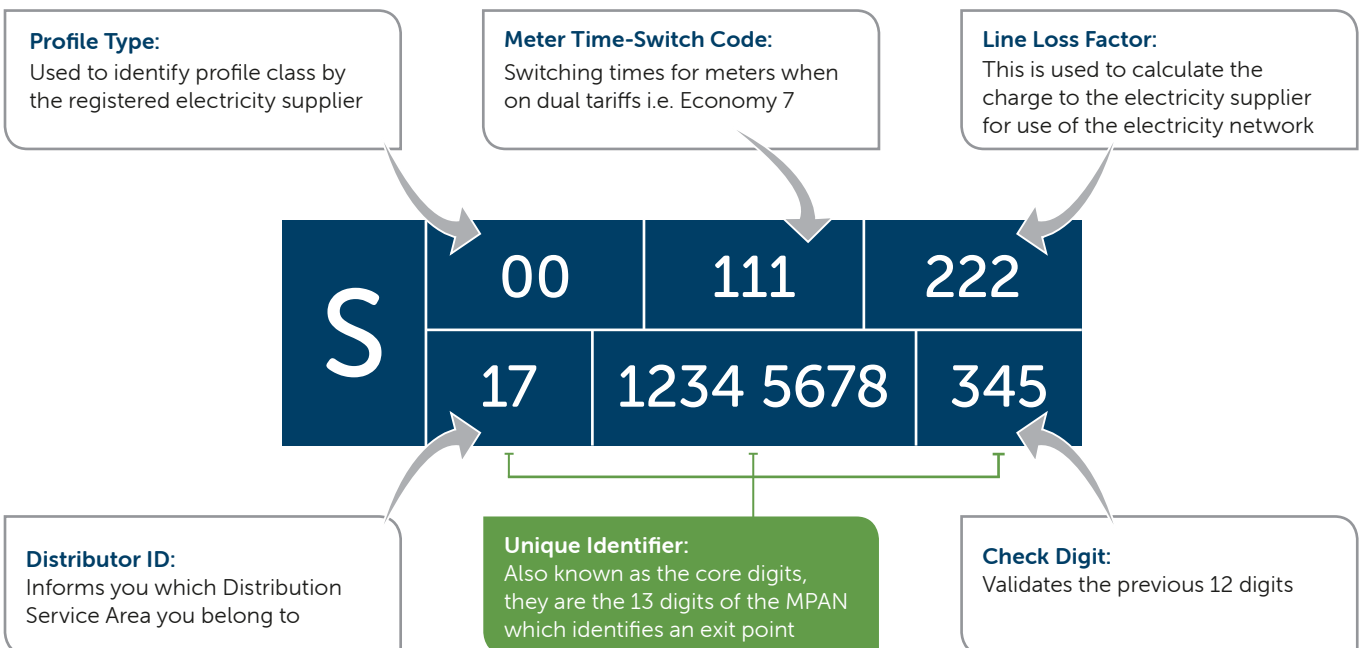 Profile Type:
Used to identify profile class by
the registered electricity supplier
Meter Time-Switch Code:
Switching times for meters when
on dual tariffs i.e. Economy 7
Line Loss Factor:
This is used to calculate the
charge to the electricity supplier
for use of the electricity network
S
00
111
222
17
1234 5678
345
Distributor ID:
Informs you which Distribution
Service Area you belong to
Unique Identifier:
Also known as the core digits,
they are the 13 digits of the MPAN
which identifies an exit point
Check Digit:
Validates the previous 12 digits